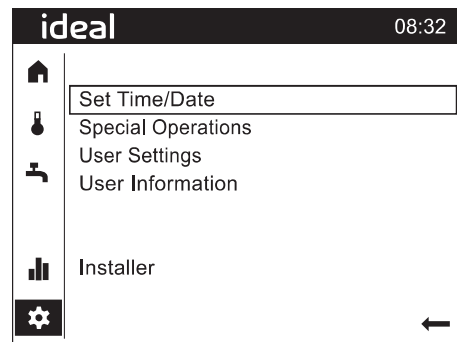 ideal 08:32
Set Time/Date
Special Operations
User Settings
User Information
Installer